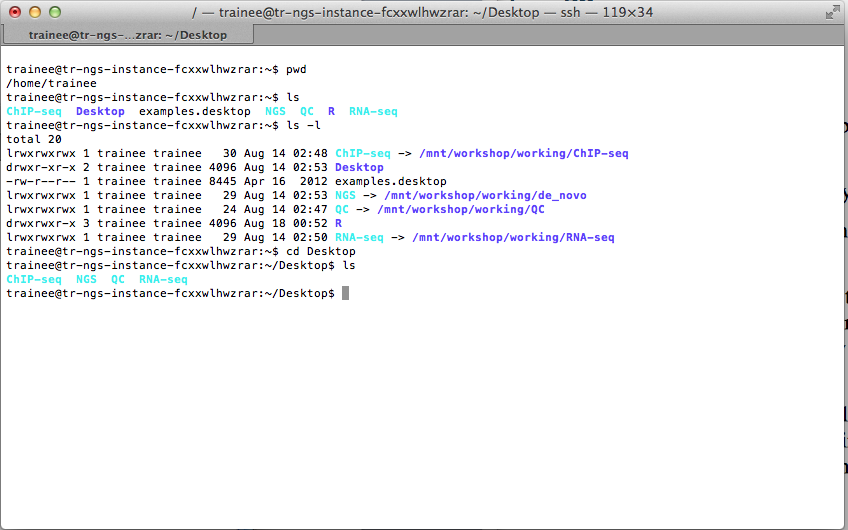 / — trainee@tr-ngs-instance-fcxxwlhwzrar: ~/Desktop — ssh — 119×34
trainee@tr-ngs-...zrar: ~/Desktop
trainee@tr-ngs-instance-fcxxwlhwzrar:~$ pwd
/home/trainee
trainee@tr-ngs-instance-fcxxwlhwzrar:~$ ls
ChIP-seq  Desktop  examples.desktop  NGS  QC  R  RNA-seq
trainee@tr-ngs-instance-fcxxwlhwzrar:~$ ls -l
total 20
lrwxrwxrwx 1 trainee trainee   30 Aug 14 02:48 ChIP-seq -> /mnt/workshop/working/ChIP-seq
drwxr-xr-x 2 trainee trainee 4096 Aug 14 02:53 Desktop
-rw-r--r-- 1 trainee trainee 8445 Apr 16  2012 examples.desktop
lrwxrwxrwx 1 trainee trainee   29 Aug 14 02:53 NGS -> /mnt/workshop/working/de_novo
lrwxrwxrwx 1 trainee trainee   24 Aug 14 02:47 QC -> /mnt/workshop/working/QC
drwxrwxr-x 3 trainee trainee 4096 Aug 18 00:52 R
lrwxrwxrwx 1 trainee trainee   29 Aug 14 02:50 RNA-seq -> /mnt/workshop/working/RNA-seq
trainee@tr-ngs-instance-fcxxwlhwzrar:~$ cd Desktop
trainee@tr-ngs-instance-fcxxwlhwzrar:~/Desktop$ ls
ChIP-seq  NGS  QC  RNA-seq
trainee@tr-ngs-instance-fcxxwlhwzrar:~/Desktop$